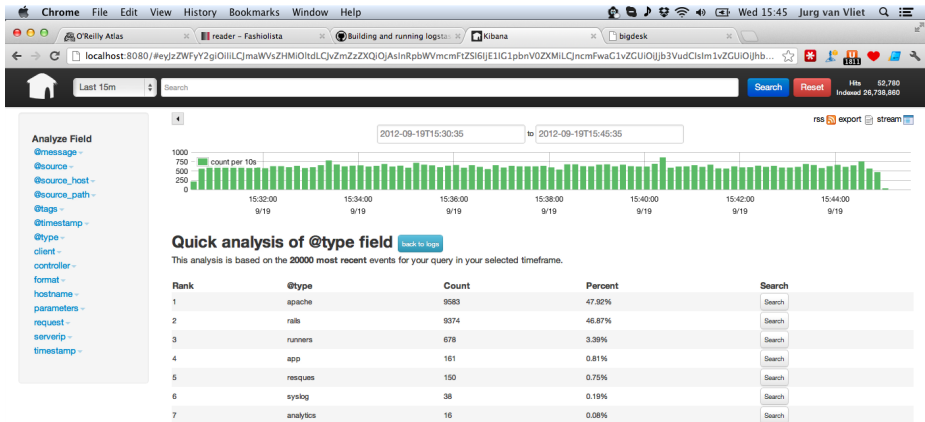 Chrome File Edit View History Bookmarks Window Help
Wed 15:45 Jurg van Vliet
O'Reilly Atlas
reader - Fashiolista
Building and running logstas
Kibana
bigdesk
localhost:8080/
1811
Last 15m
Search
Search
Reset
Hits 52,780
Indexed 26,738,860
rss export stream
Analyze Field
@message
@source
@source_host
@source_path
@tags
@timestamp
@type
client
controller
format
hostname
parameters
request
serverip
timestamp
2012-09-19T15:30:35 to 2012-09-19T15:45:35
1000
750
500
250
0
count per 10s
15:32:00 15:34:00 15:36:00 15:38:00 15:40:00 15:42:00 15:44:00
9/19 9/19 9/19 9/19 9/19 9/19 9/19
Quick analysis of @type field back to logs
This analysis is based on the 20000 most recent events for your query in your selected timeframe.
Rank @type Count Percent Search
1 apache 9583 47.92% Search
2 rails 9374 46.87% Search
3 runners 678 3.39% Search
4 app 161 0.81% Search
5 resques 150 0.75% Search
6 syslog 38 0.19% Search
7 analytics 16 0.08% Search